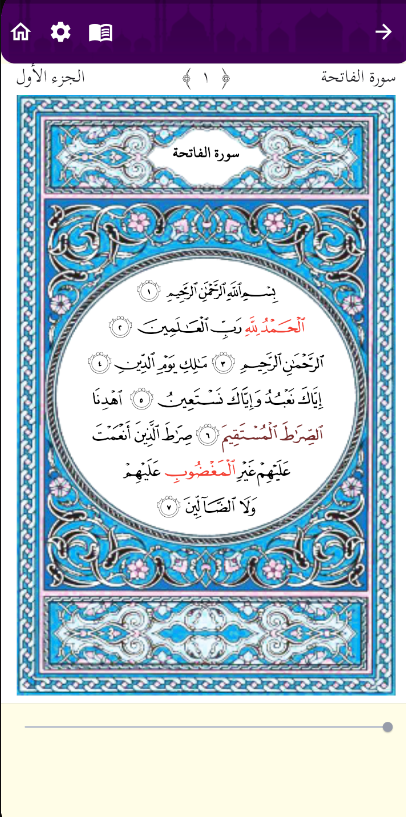 سورة الفاتحة ﴿ ١ ﴾ الجزء الأول
سورة الفاتحة
بِسْمِ ٱللَّهِ ٱلرَّحْمَٰنِ ٱلرَّحِيمِ ١
ٱلْحَمْدُ لِلَّهِ رَبِّ ٱلْعَٰلَمِينَ ٢
ٱلرَّحْمَٰنِ ٱلرَّحِيمِ ٣ مَٰلِكِ يَوْمِ ٱلدِّينِ ٤
إِيَّاكَ نَعْبُدُ وَإِيَّاكَ نَسْتَعِينُ ٥ ٱهْدِنَا
ٱلصِّرَٰطَ ٱلْمُسْتَقِيمَ ٦ صِرَٰطَ ٱلَّذِينَ أَنْعَمْتَ
عَلَيْهِمْ غَيْرِ ٱلْمَغْضُوبِ عَلَيْهِمْ
وَلَا ٱلضَّآلِّينَ ٧